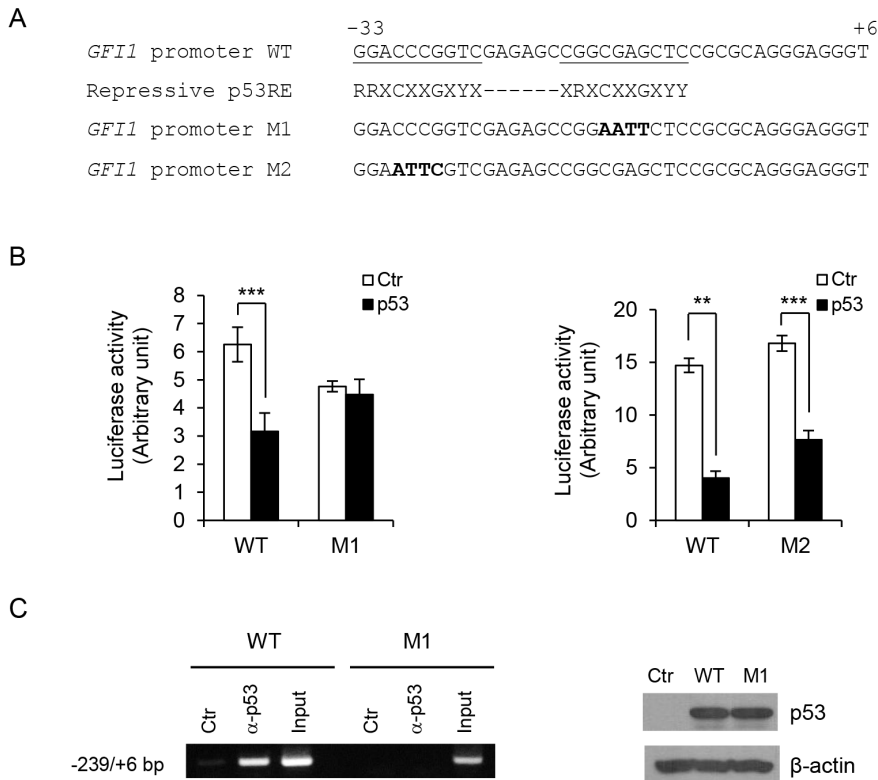 A
-33 +6
GFI1 promoter WT GGACCCGGTCGAGAGCCGGCGAGCTCCGCGCAGGGAGGGT
Repressive p53RE RRXCXXGXYX------XRXCXXGXYY
GFI1 promoter M1 GGACCCGGTCGAGAGCCGGAATTCTCCGCGCAGGGAGGGT
GFI1 promoter M2 GGAATTCGTCGAGAGCCGGCGAGCTCCGCGCAGGGAGGGT
B
Luciferase activity
(Arbitrary unit)
8
7
6
5
4
3
2
1
0
***
Ctr
p53
WT M1
Luciferase activity
(Arbitrary unit)
20
15
10
5
0
** ***
Ctr
p53
WT M2
C
WT M1
Ctr α-p53 Input Ctr α-p53 Input
-239/+6 bp
Ctr WT M1
p53
β-actin